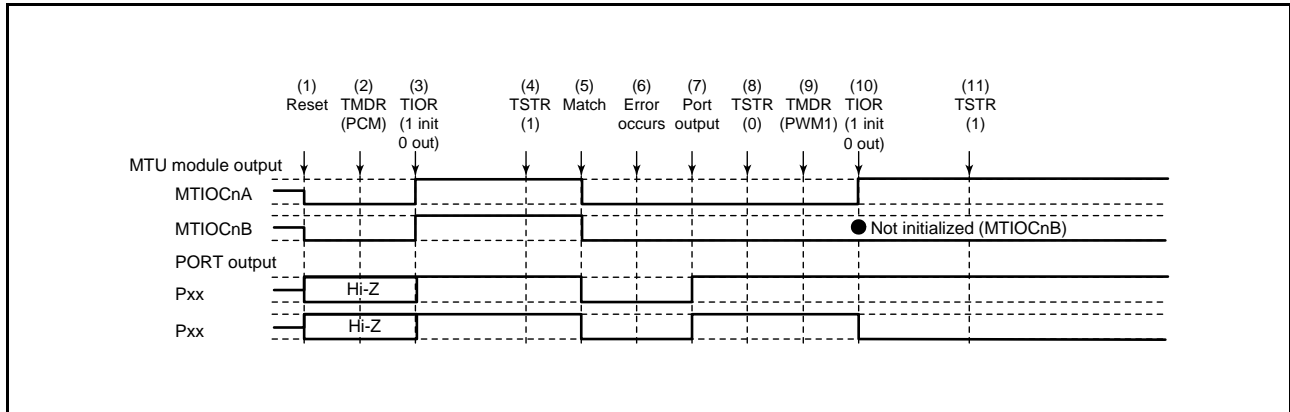 (1) (2) (3) (4) (5) (6) (7) (8) (9) (10) (11)
Reset TMDR TIOR TSTR Match Error Port TSTR TMDR TIOR TSTR
(PCM) (1 init (1) occurs output (0) (PWM1) (1 init (1)
0 out) 0 out)
MTU module output
MTIOCnA
MTIOCnB Not initialized (MTIOCnB)
PORT output
Pxx Hi-Z
Pxx Hi-Z